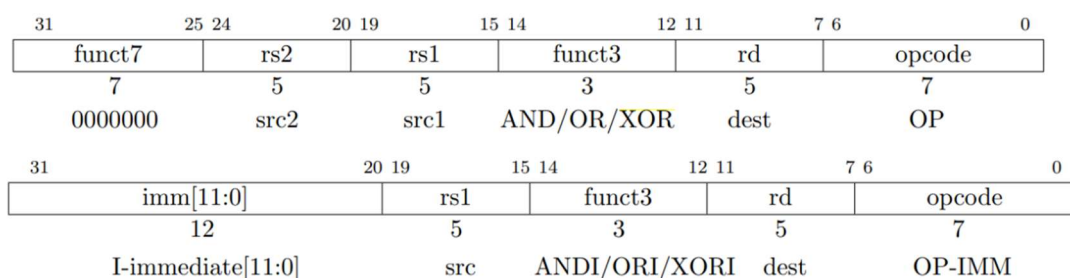 31 25 24 20 19 15 14 12 11 7 6 0
funct7 rs2 rs1 funct3 rd opcode
7 5 5 3 5 7
0000000 src2 src1 AND/OR/XOR dest OP
31 20 19 15 14 12 11 7 6 0
imm[11:0] rs1 funct3 rd opcode
12 5 3 5 7
I-immediate[11:0] src ANDI/ORI/XORI dest OP-IMM